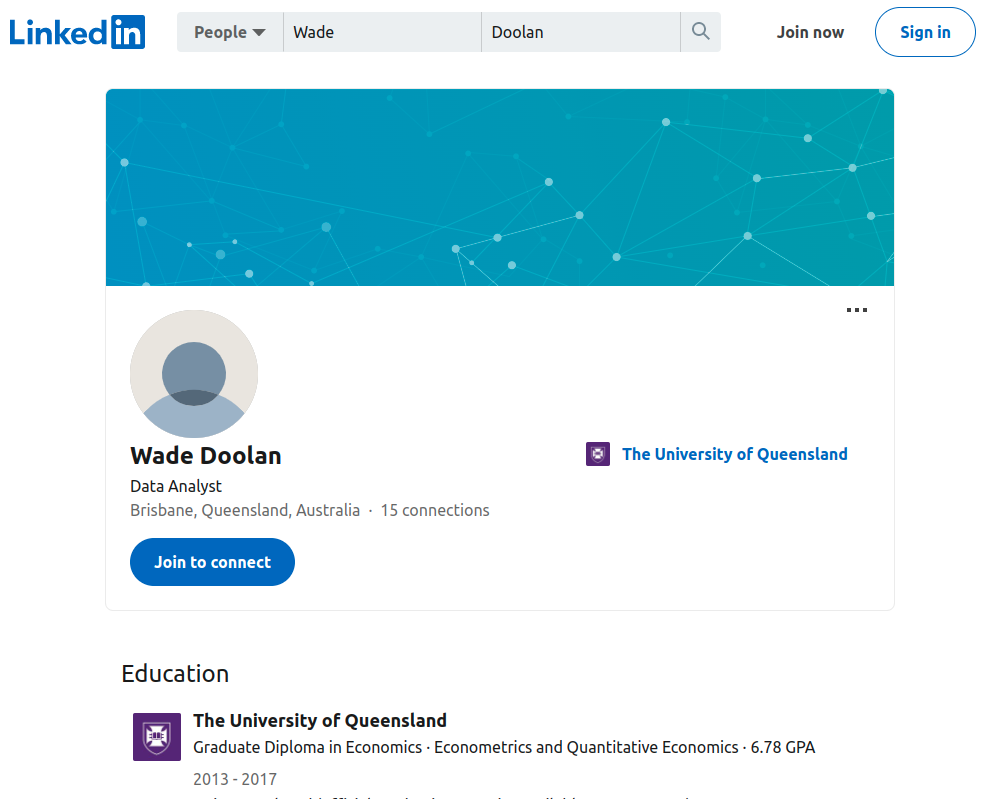 Linked in
People
Wade
Doolan
Join now
Sign in
Wade Doolan
The University of Queensland
Data Analyst
Brisbane, Queensland, Australia · 15 connections
Join to connect
Education
The University of Queensland
Graduate Diploma in Economics · Econometrics and Quantitative Economics · 6.78 GPA
2013 - 2017